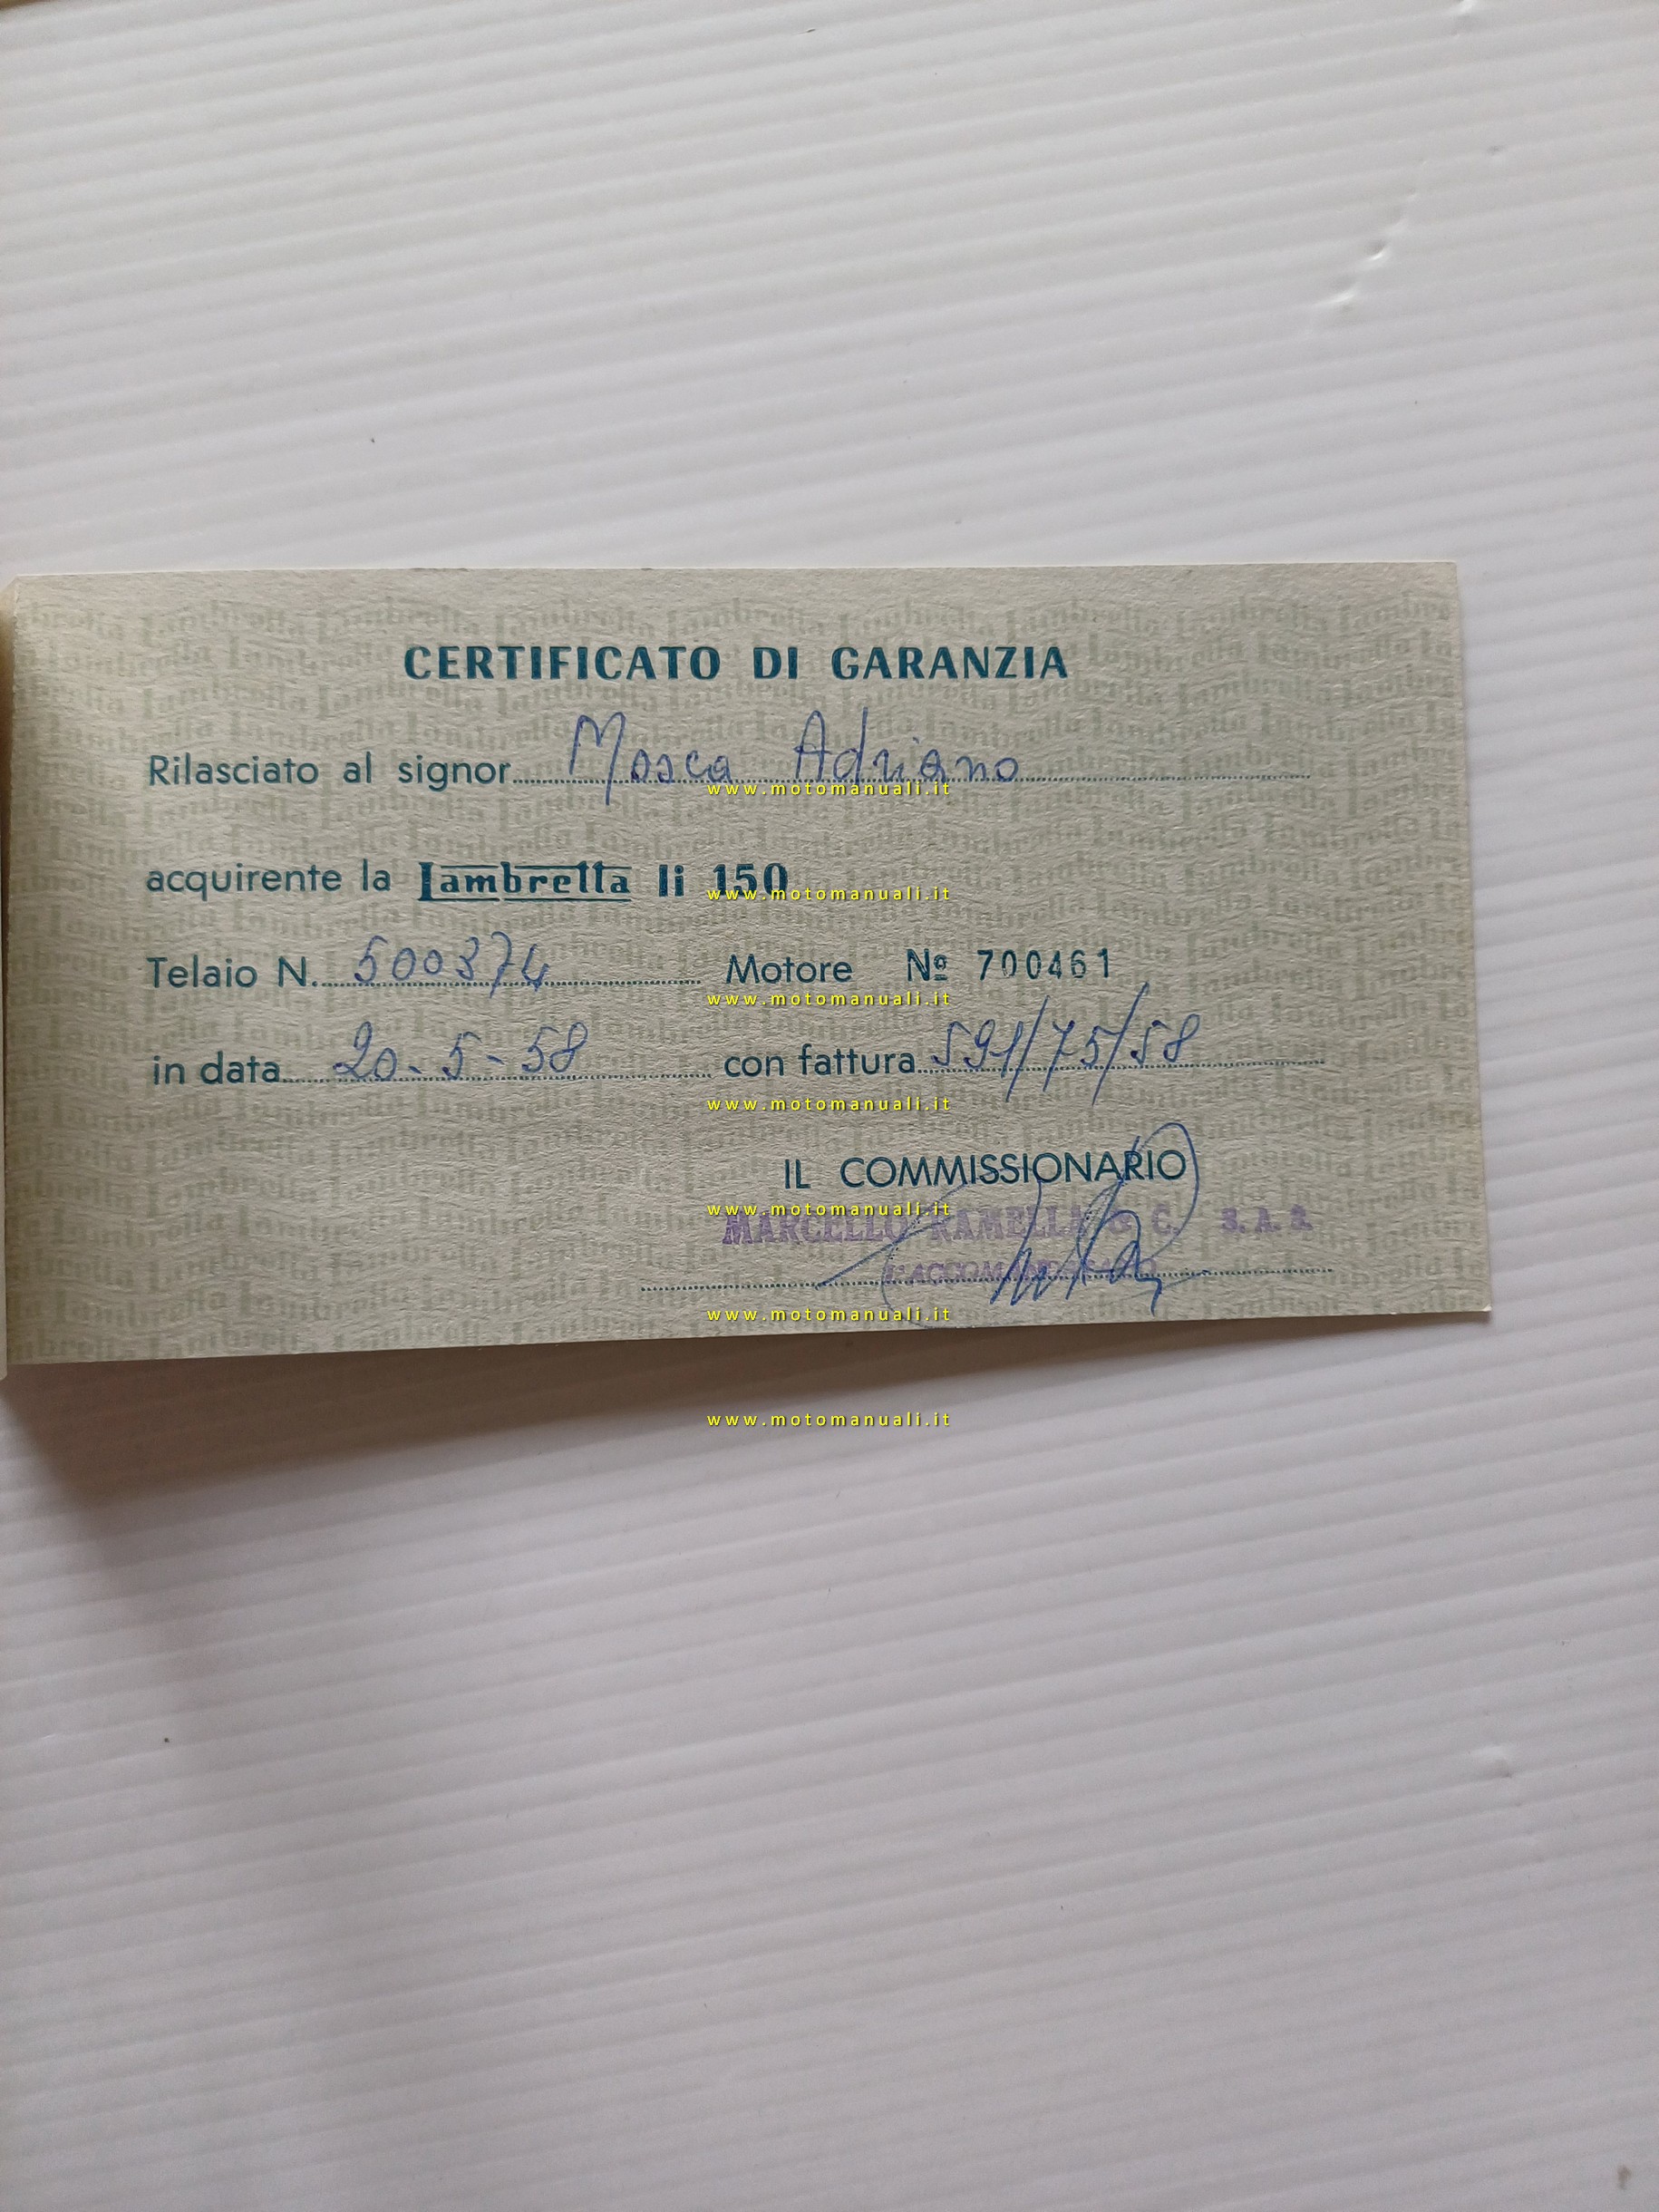 CERTIFICATO DI GARANZIA
Rilasciato al signor Mosca Adriano
www.motomanuali.it
acquirente la Lambretta li 150
www.motomanuali.it
Telaio N. 500374 Motore Nº 700461
www.motomanuali.it
in data 20-5-58 con fattura 591/75/58
www.motomanuali.it
IL COMMISSIONARIO
www.motomanuali.it
MARCELLO RAMELLA & C. S. A. S.
www.motomanuali.it
www.motomanuali.it